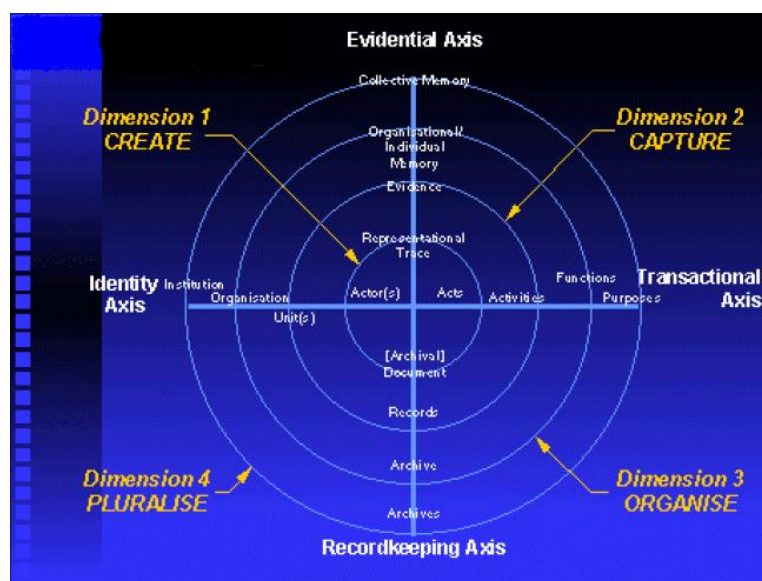 Evidential Axis
Collective Memory
Dimension 1
CREATE
Dimension 2
CAPTURE
Organisational/
Individual
Memory
Evidence
Representational
Trace
Identity
Axis
Institution
Organisation
Unit(s)
Actor(s)
Acts
Activities
Functions
Purposes
Transactional
Axis
[Archival]
Document
Records
Archive
Archives
Dimension 4
PLURALISE
Dimension 3
ORGANISE
Recordkeeping Axis